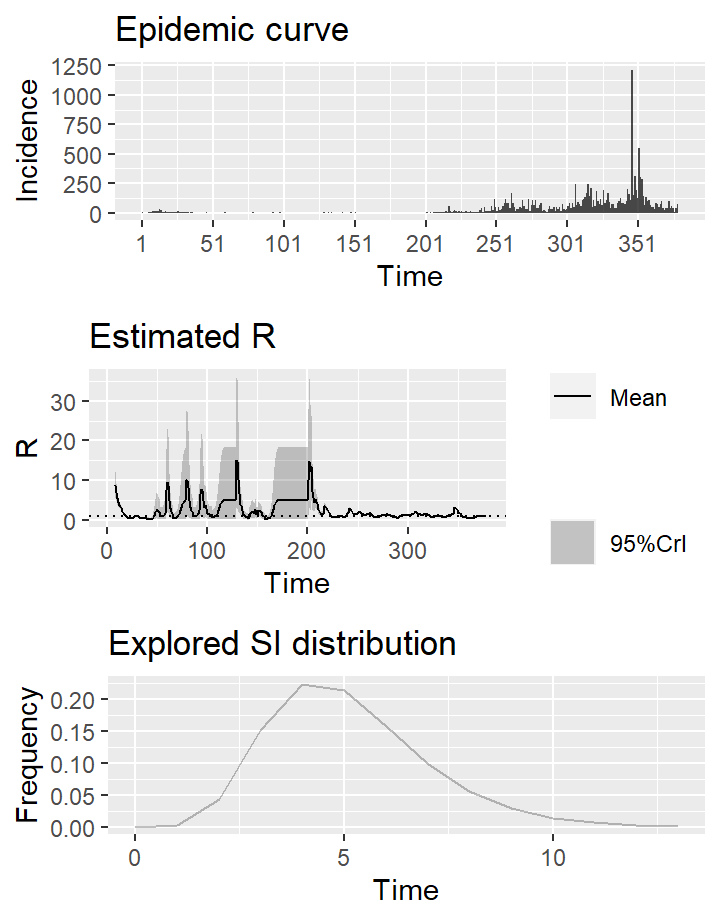 Epidemic curve
1250
1000
750
500
250
0
Incidence
1 51 101 151 201 251 301 351
Time
Estimated R
30
20
10
0
R
0 100 200 300
Time
Mean
95%CrI
Explored SI distribution
0.20
0.15
0.10
0.05
0.00
Frequency
0 5 10
Time